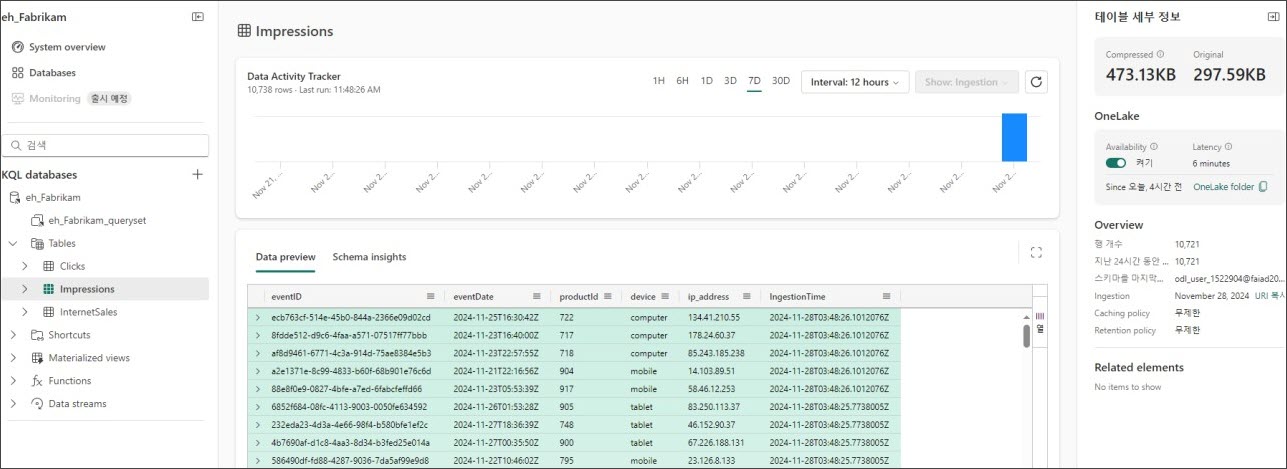 eh_Fabrikam
System overview
Databases
Monitoring 출시 예정
검색
KQL databases
eh_Fabrikam
eh_Fabrikam_queryset
Tables
Clicks
Impressions
InternetSales
Shortcuts
Materialized views
Functions
Data streams
Impressions
Data Activity Tracker
10,738 rows · Last run: 11:48:26 AM
1H 6H 1D 3D 7D 30D Interval: 12 hours Show: Ingestion
Nov 21, ... Nov 2... Nov 2... Nov 2... Nov 2... Nov 2... Nov 2... Nov 2... Nov 2... Nov 2... Nov 2... Nov 2... Nov 2... Nov 2... Nov 2...
Data preview Schema insights
eventID eventDate productId device ip_address IngestionTime
ecb763cf-514e-45b0-844a-2366e09d02cd 2024-11-25T16:30:42Z 722 computer 134.41.210.55 2024-11-28T03:48:26.1012076Z
8fdde512-d9c9-4faa-a571-07517ff77bbb 2024-11-23T16:40:00Z 717 computer 178.24.60.37 2024-11-28T03:48:26.1012076Z
af8d9461-6771-4c3a-914d-75ae8384e5b3 2024-11-23T22:57:55Z 718 computer 85.243.185.238 2024-11-28T03:48:26.1012076Z
a2e1371e-8c99-4833-b60f-68b901e76c6d 2024-11-21T22:16:56Z 904 mobile 14.103.89.51 2024-11-28T03:48:26.1012076Z
88e8f0e9-0827-4bfe-a7ed-6fabcfeffd66 2024-11-23T05:53:39Z 917 mobile 58.46.12.253 2024-11-28T03:48:26.1012076Z
6852f684-08fc-4113-9003-0050fe634592 2024-11-26T01:53:28Z 905 tablet 83.250.113.37 2024-11-28T03:48:25.7738005Z
232eda23-4d3a-4e66-98f4-b580bfe1ef2c 2024-11-27T18:36:39Z 748 tablet 46.152.90.37 2024-11-28T03:48:25.7738005Z
4b7690af-d1c8-4aa3-8d34-b3fed25e014a 2024-11-27T00:35:50Z 900 tablet 67.226.188.131 2024-11-28T03:48:25.7738005Z
586490df-fd88-4287-9036-7da5af99e9d8 2024-11-22T10:46:02Z 795 mobile 23.126.8.133 2024-11-28T03:48:25.7738005Z
열
테이블 세부 정보
Compressed Original
473.13KB 297.59KB
OneLake
Availability Latency
켜기 6 minutes
Since 오늘, 4시간 전 OneLake folder
Overview
행 개수 10,721
지난 24시간 동안 ... 10,721
스키마를 마지막... odl_user_1522904@faiad20...
Ingestion November 28, 2024 URI 복사
Caching policy 무제한
Retention policy 무제한
Related elements
No items to show